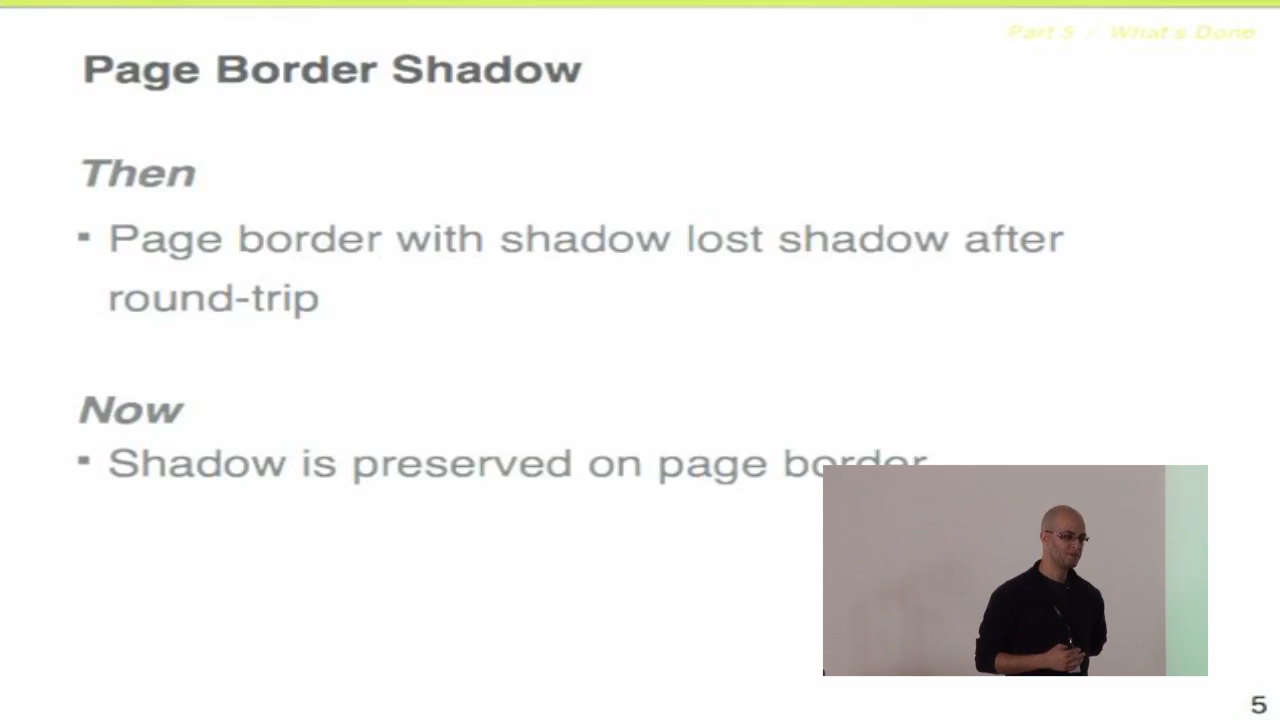 Part 5 / What's Done
Page Border Shadow
Then
▪ Page border with shadow lost shadow after
round-trip
Now
▪ Shadow is preserved on page border
5